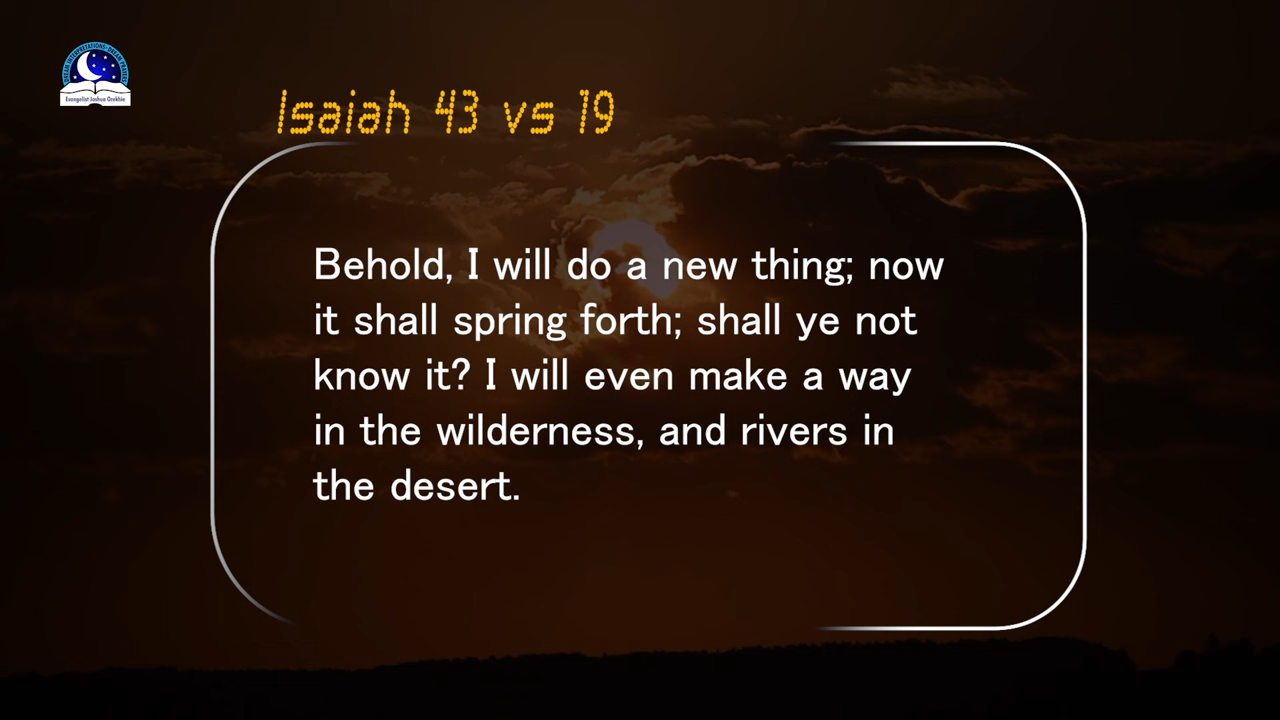 Evangelist Joshua Orekhie
Isaiah 43 vs 19
Behold, I will do a new thing; now
it shall spring forth; shall ye not
know it? I will even make a way
in the wilderness, and rivers in
the desert.